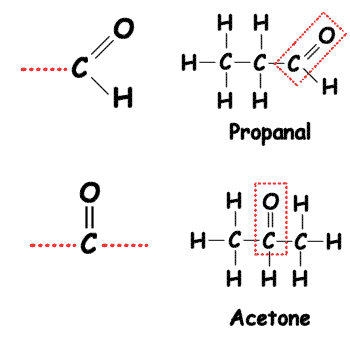 O
C
H
H H O
H C C C
H H H
Propanal
O
C
H O H
H C C C H
H H H
Acetone